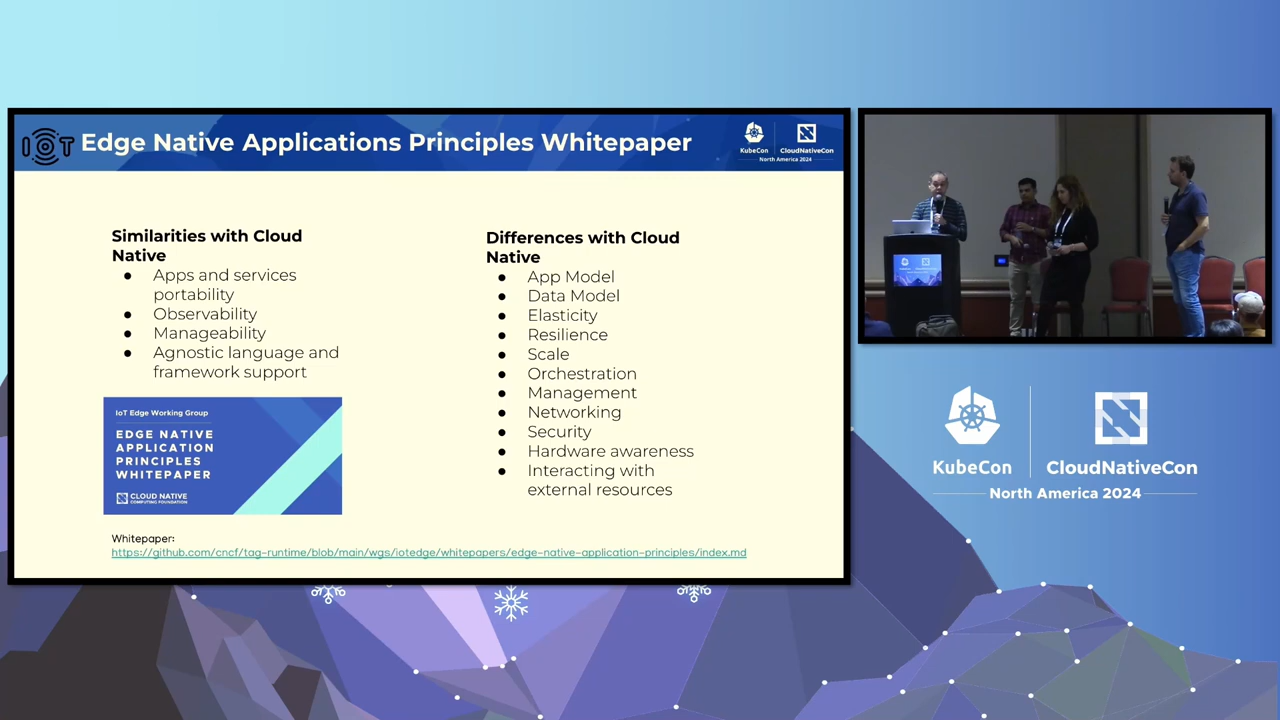 IOT Edge Native Applications Principles Whitepaper
KubeCon CloudNativeCon
North America 2024
Similarities with Cloud
Native
● Apps and services
portability
● Observability
● Manageability
● Agnostic language and
framework support
IoT Edge Working Group
EDGE NATIVE
APPLICATION
PRINCIPLES
WHITEPAPER
CLOUD NATIVE
COMPUTING FOUNDATION
Differences with Cloud
Native
● App Model
● Data Model
● Elasticity
● Resilience
● Scale
● Orchestration
● Management
● Networking
● Security
● Hardware awareness
● Interacting with
external resources
Whitepaper:
https://github.com/cncf/tag-runtime/blob/main/wgs/iotedge/whitepapers/edge-native-application-principles/index.md
KubeCon CloudNativeCon
North America 2024